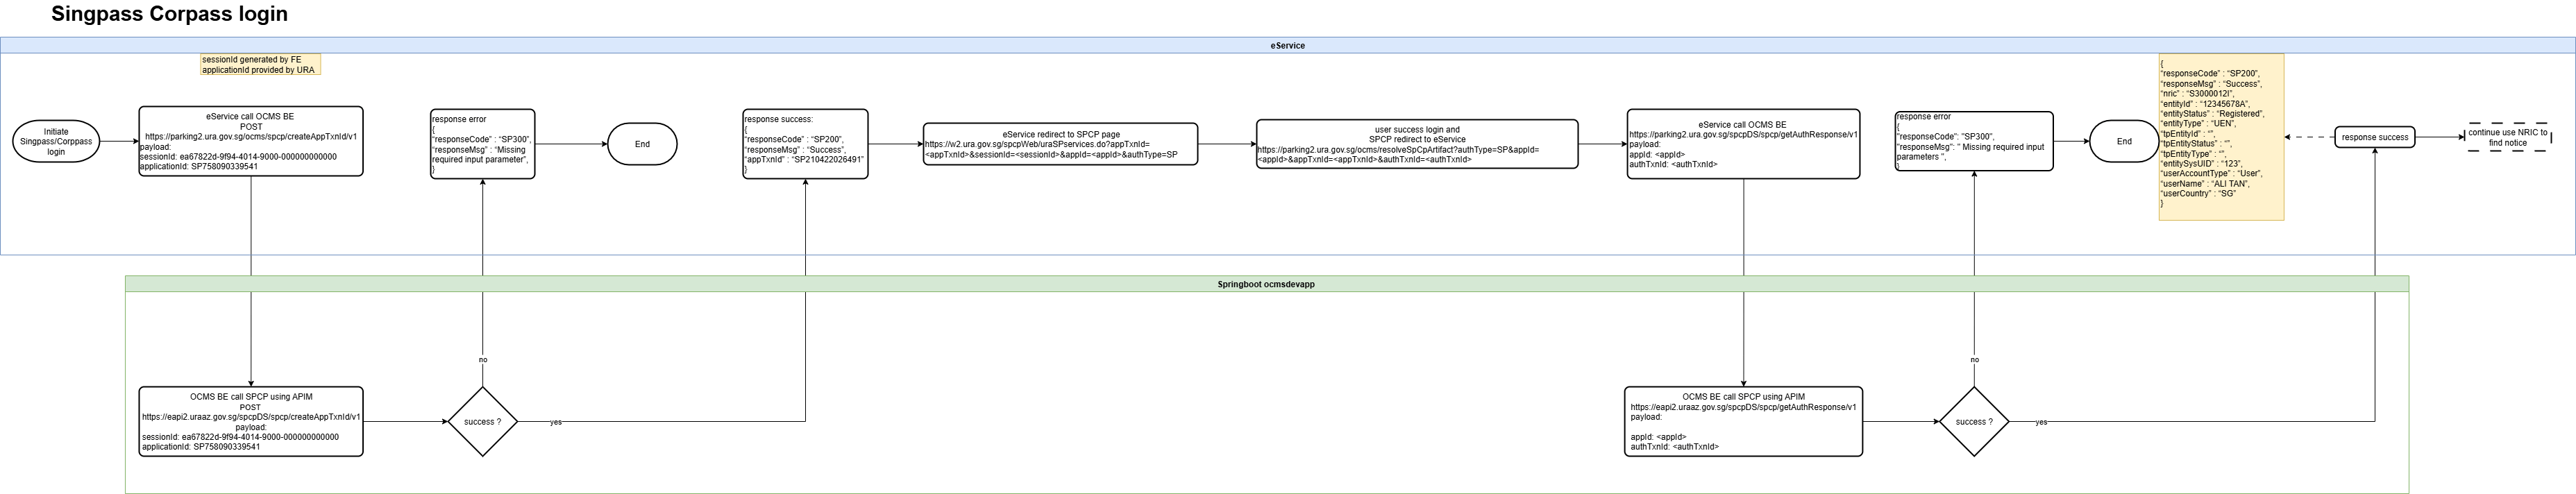 Singpass Corpass login
eService
sessionId generated by FE
applicationId provided by URA
Initiate
Singpass/Corppass
login
eService call OCMS BE
POST
https://parking2.ura.gov.sg/ocms/spcp/createAppTxnId/v1
payload:
sessionId: ea67822d-9f94-4014-9000-000000000000
applicationId: SP758090339541
response error
{
“responseCode” : “SP300”,
“responseMsg” : “Missing
required input parameter”,
}
End
response success:
{
“responseCode” : “SP200”,
“responseMsg” : “Success”,
“appTxnId” : “SP210422026491”
}
eService redirect to SPCP page
https://w2.ura.gov.sg/spcpWeb/uraSPservices.do?appTxnId=
<appTxnId>&sessionId=<sessionId>&appId=<appId>&authType=SP
user success login and
SPCP redirect to eService
https://parking2.ura.gov.sg/ocms/resolveSpCpArtifact?authType=SP&appId=
<appId>&appTxnId=<appTxnId>&authTxnId=<authTxnId>
eService call OCMS BE
https://parking2.ura.gov.sg/spcpDS/spcp/getAuthResponse/v1
payload:
appId: <appId>
authTxnId: <authTxnId>
response error
{
“responseCode”: “SP300”,
“responseMsg”: “ Missing required input
parameters ”,
}
End
{
“responseCode” : “SP200”,
“responseMsg” : “Success”,
“nric” : “S3000012I”,
“entityId” : “12345678A”,
“entityStatus” : “Registered”,
“entityType” : “UEN”,
“tpEntityId” : “”,
“tpEntityStatus” : “”,
“tpEntityType” : “”,
“entitySysUID” : “123”,
“userAccountType” : “User”,
“userName” : “ALI TAN”,
“userCountry” : “SG”
}
response success
continue use NRIC to
find notice
Springboot ocmsdevapp
OCMS BE call SPCP using APIM
POST
https://eapi2.uraaz.gov.sg/spcpDS/spcp/createAppTxnId/v1
payload:
sessionId: ea67822d-9f94-4014-9000-000000000000
applicationId: SP758090339541
success ?
no
yes
OCMS BE call SPCP using APIM
https://eapi2.uraaz.gov.sg/spcpDS/spcp/getAuthResponse/v1
payload:
appId: <appId>
authTxnId: <authTxnId>
success ?
no
yes